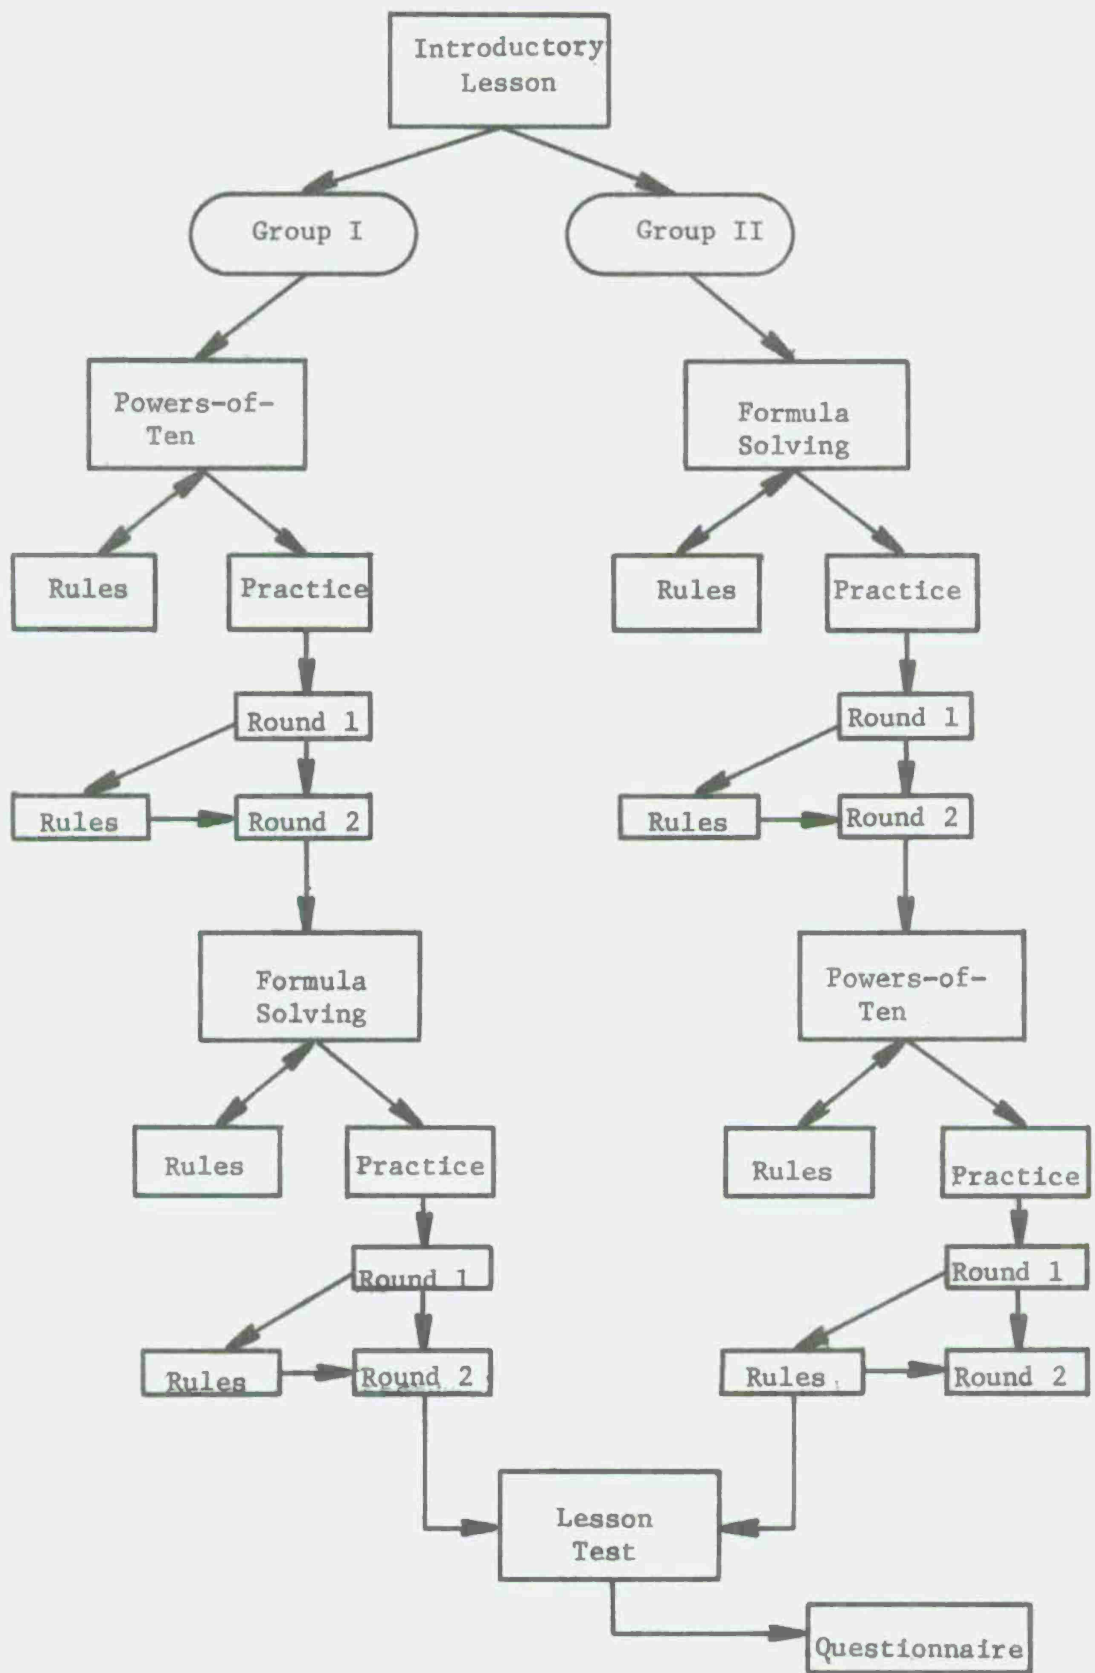 Introductory
Lesson
Group I
Group II
Powers-of-
Ten
Formula
Solving
Rules
Practice
Rules
Practice
Round 1
Round 1
Rules
Round 2
Rules
Round 2
Formula
Solving
Powers-of-
Ten
Rules
Practice
Rules
Practice
Round 1
Round 1
Rules
Round 2
Rules
Round 2
Lesson
Test
Questionnaire